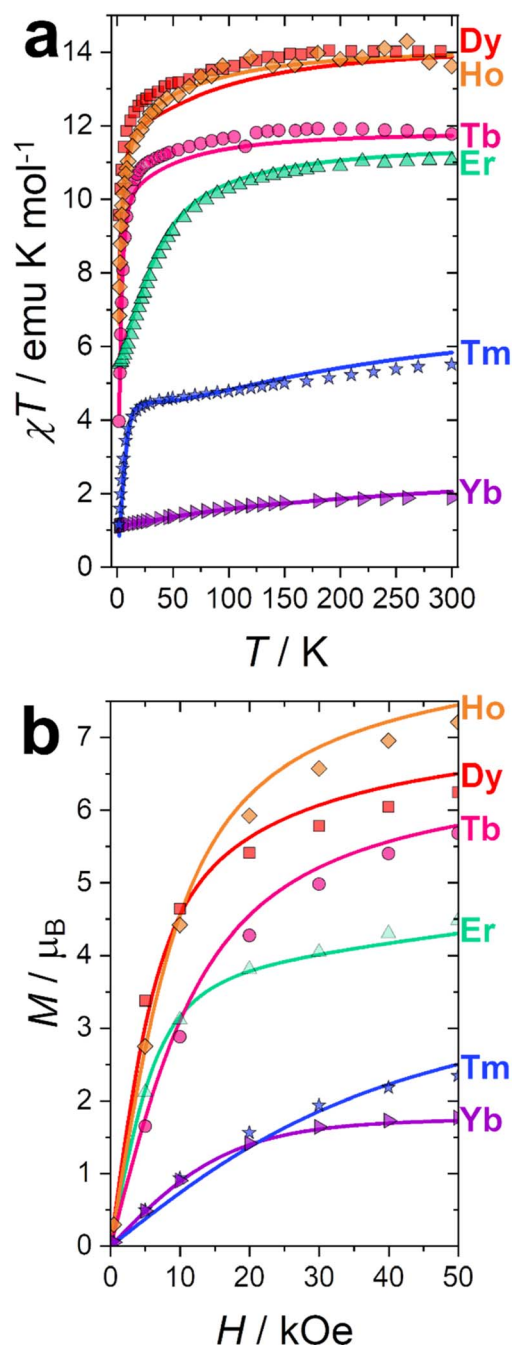 a
14
12
10
8
6
4
2
0
χT / emu K mol⁻¹
Dy
Ho
Tb
Er
Tm
Yb
0 50 100 150 200 250 300
T / K
b
7
6
5
4
3
2
1
0
M / μB
Ho
Dy
Tb
Er
Tm
Yb
0 10 20 30 40 50
H / kOe